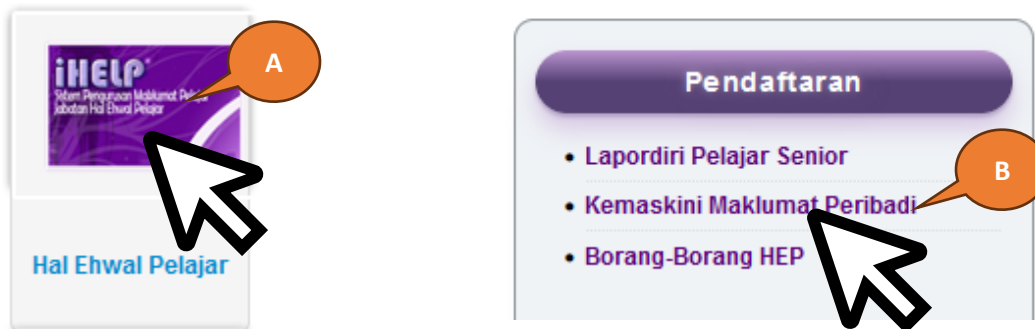 iHELP
Sistem Pengurusan Maklumat Pelajar
Jabatan Hal Ehwal Pelajar
A
Hal Ehwal Pelajar
Pendaftaran
Lapordiri Pelajar Senior
Kemaskini Maklumat Peribadi
Borang-Borang HEP
B